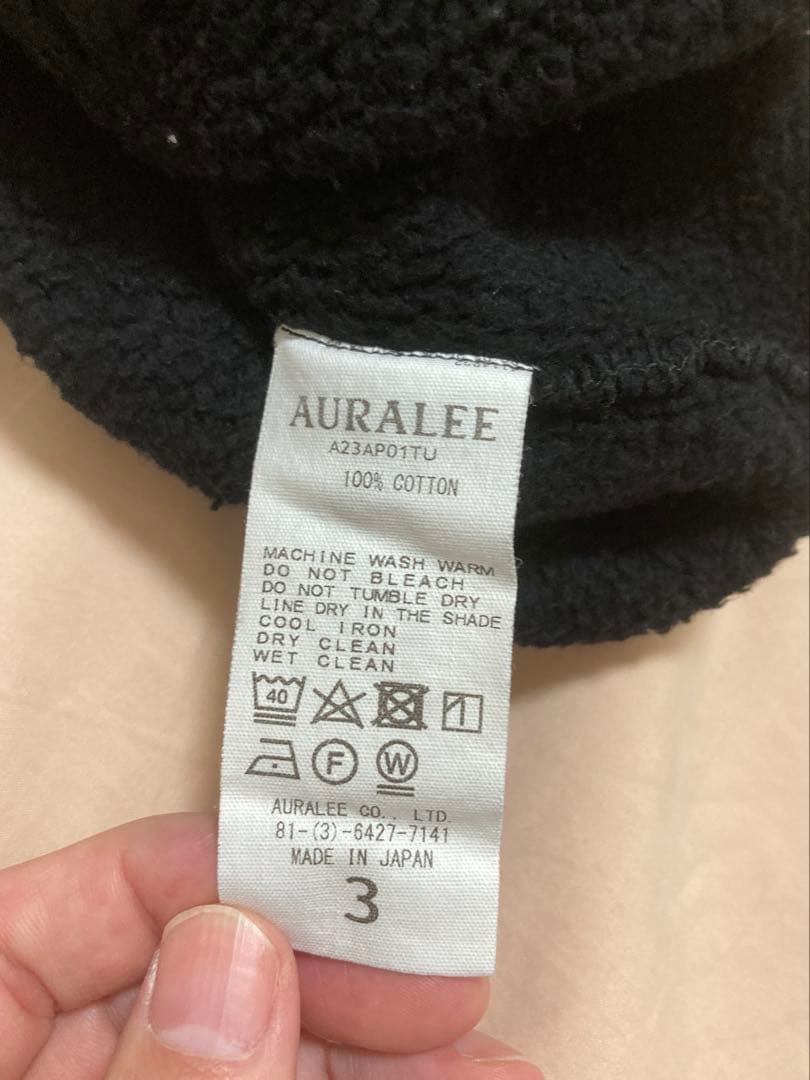 AURALEE
A23AP01TU
100% COTTON
MACHINE WASH WARM
DO NOT BLEACH
DO NOT TUMBLE DRY
LINE DRY IN THE SHADE
COOL IRON
DRY CLEAN
WET CLEAN
40
F W
AURALEE CO., LTD.
81-(3)-6427-7141
MADE IN JAPAN
3